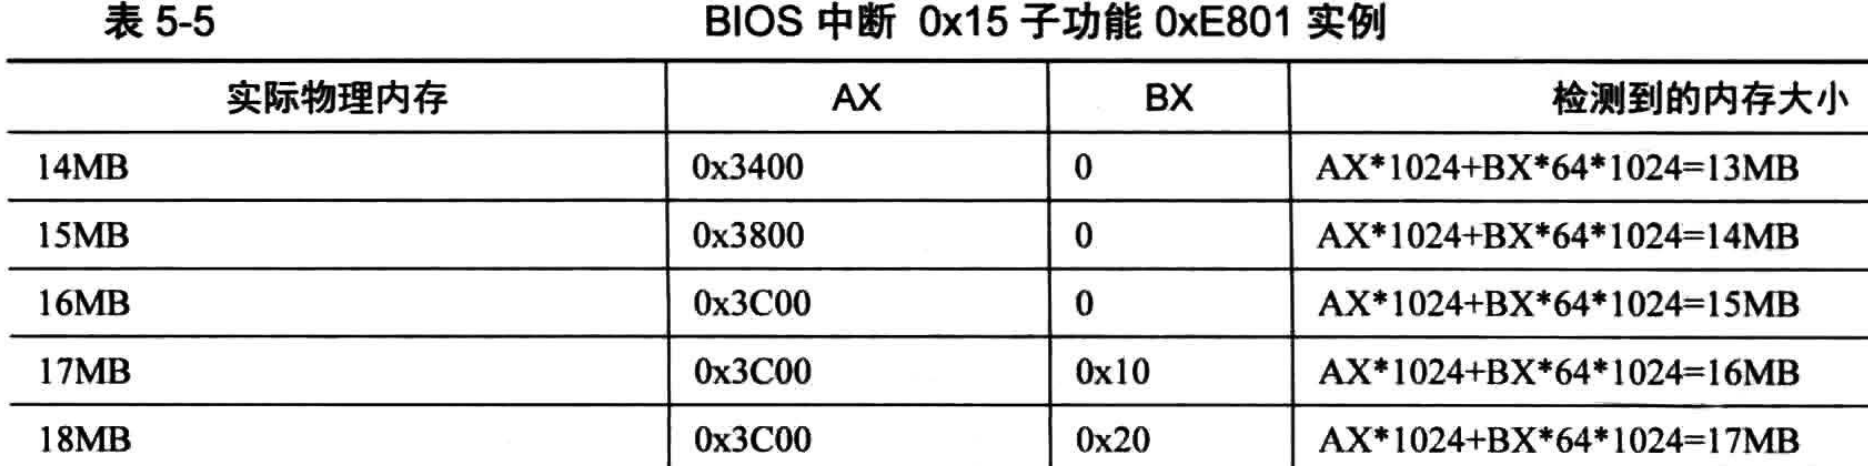 表 5-5 BIOS 中断 0x15 子功能 0xE801 实例
实际物理内存 AX BX 检测到的内存大小
14MB 0x3400 0 AX*1024+BX*64*1024=13MB
15MB 0x3800 0 AX*1024+BX*64*1024=14MB
16MB 0x3C00 0 AX*1024+BX*64*1024=15MB
17MB 0x3C00 0x10 AX*1024+BX*64*1024=16MB
18MB 0x3C00 0x20 AX*1024+BX*64*1024=17MB